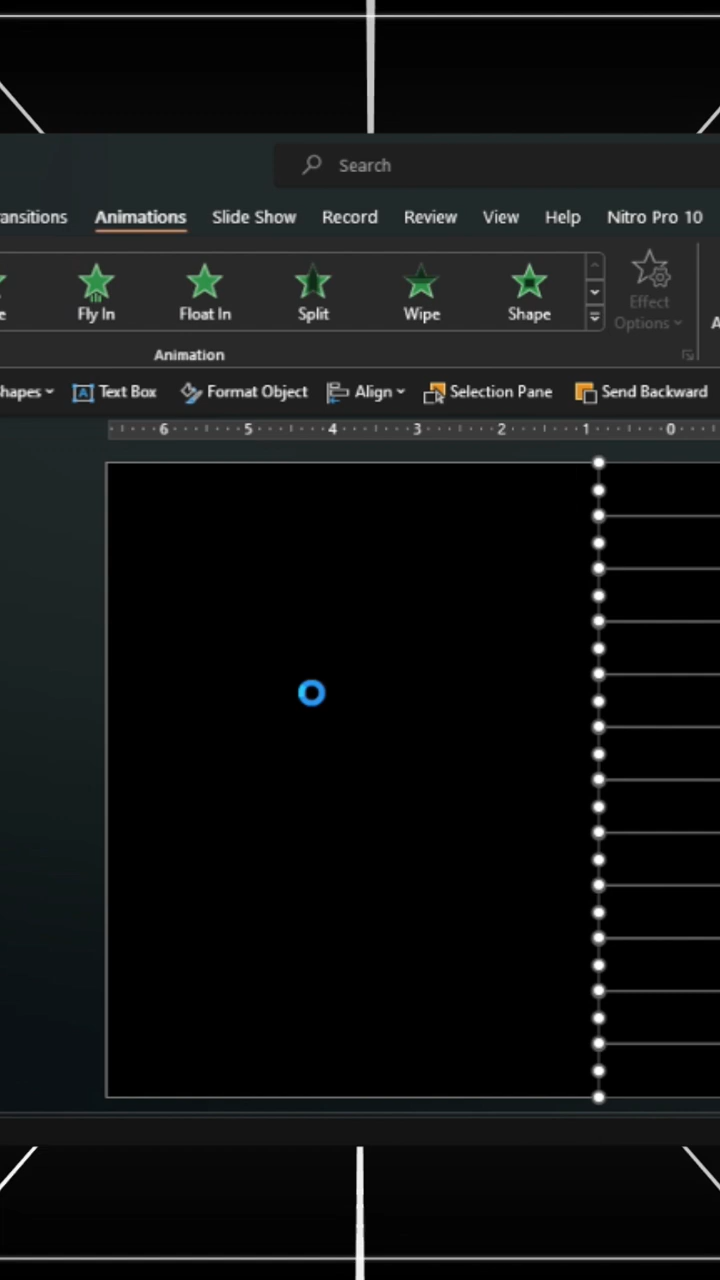 Search
ansitions Animations Slide Show Record Review View Help Nitro Pro 10
e Fly In Float In Split Wipe Shape Effect Options
Animation
hapes Text Box Format Object Align Selection Pane Send Backward
6 5 4 3 2 1 0